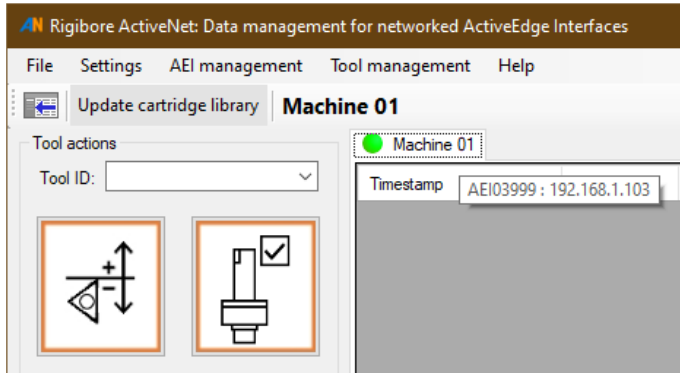 AN Rigibore ActiveNet: Data management for networked ActiveEdge Interfaces
File Settings AEI management Tool management Help
Update cartridge library Machine 01
Tool actions
Tool ID:
Machine 01
Timestamp
AEI03999 : 192.168.1.103